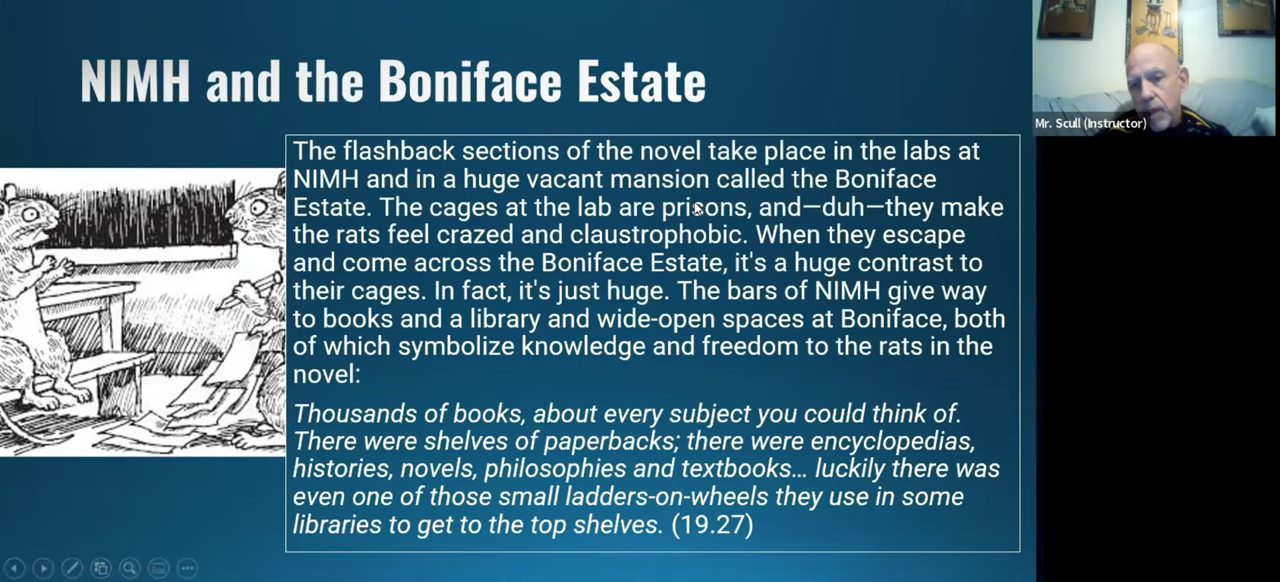 NIMH and the Boniface Estate
Mr. Scull (Instructor)
The flashback sections of the novel take place in the labs at
NIMH and in a huge vacant mansion called the Boniface
Estate. The cages at the lab are prisons, and—duh—they make
the rats feel crazed and claustrophobic. When they escape
and come across the Boniface Estate, it's a huge contrast to
their cages. In fact, it's just huge. The bars of NIMH give way
to books and a library and wide-open spaces at Boniface, both
of which symbolize knowledge and freedom to the rats in the
novel:
Thousands of books, about every subject you could think of.
There were shelves of paperbacks; there were encyclopedias,
histories, novels, philosophies and textbooks… luckily there was
even one of those small ladders-on-wheels they use in some
libraries to get to the top shelves. (19.27)